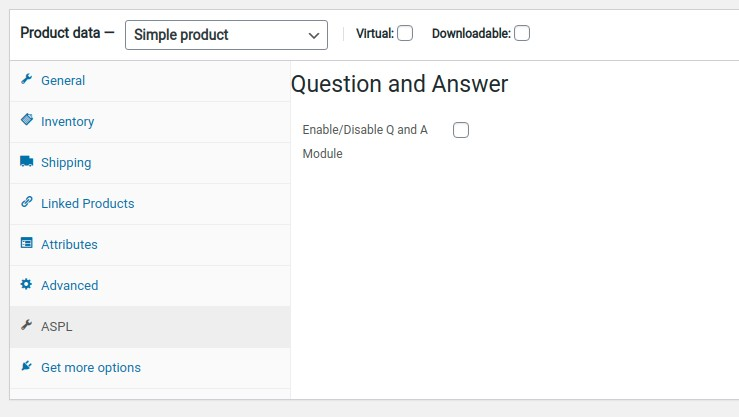 Product data — Simple product Virtual: Downloadable:
General
Inventory
Shipping
Linked Products
Attributes
Advanced
ASPL
Get more options
Question and Answer
Enable/Disable Q and A
Module